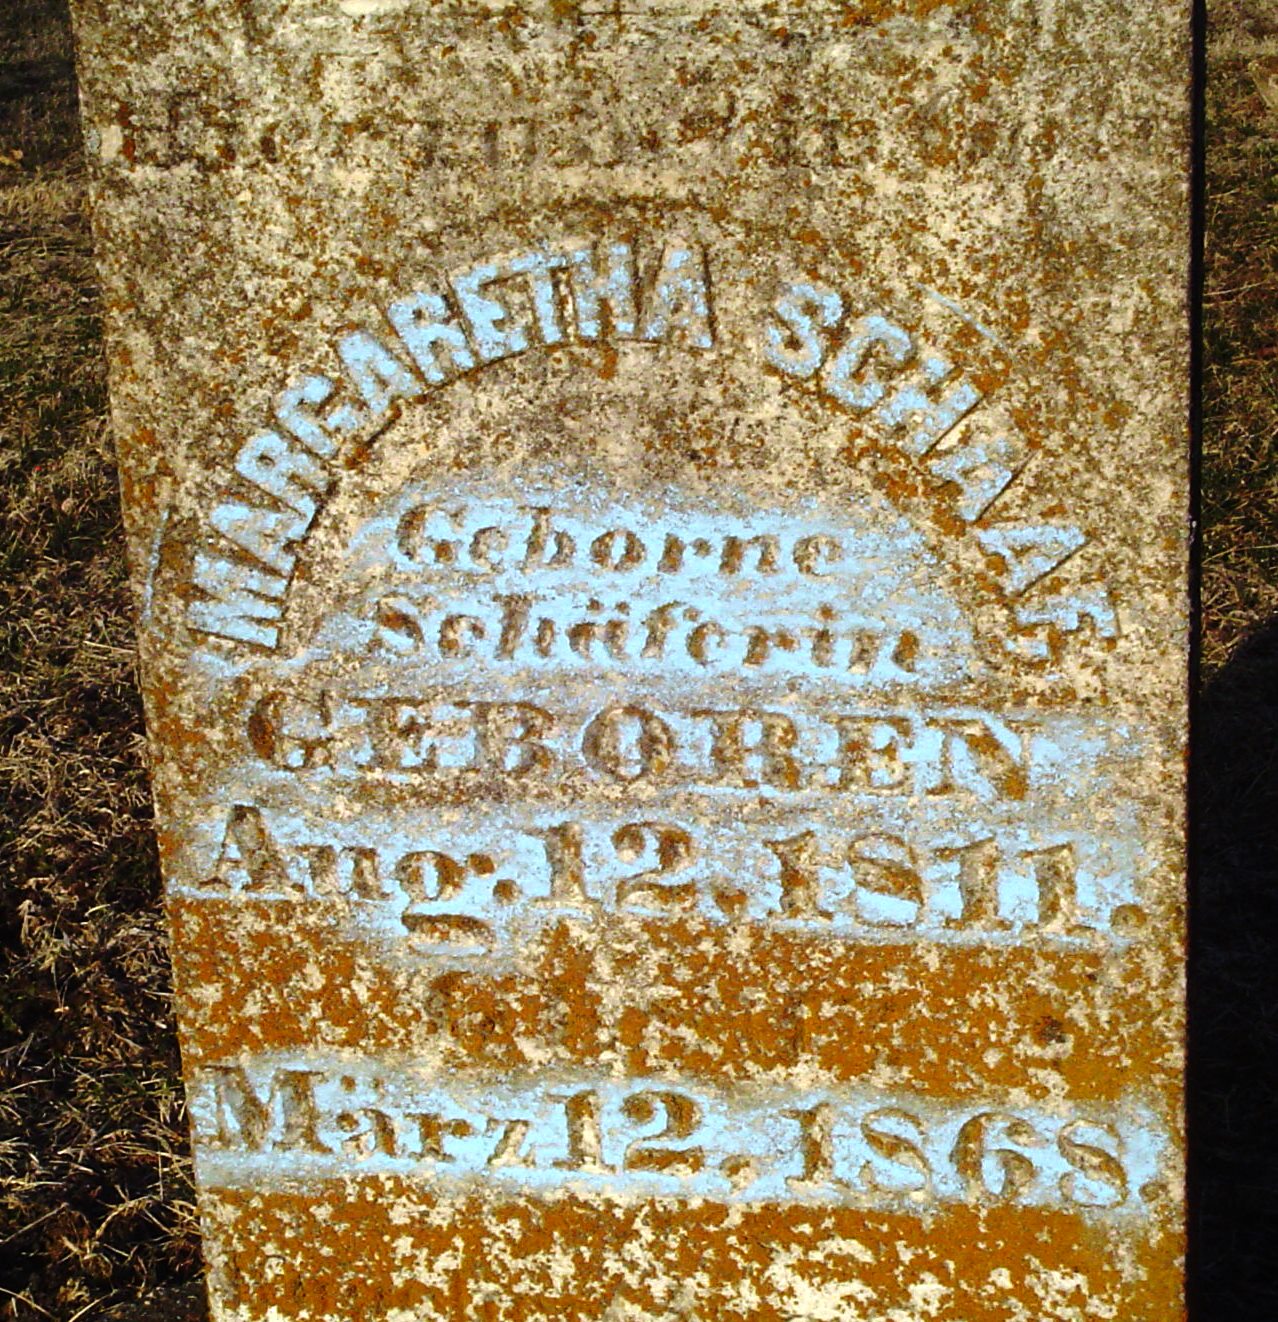 MARGARETHA SCHAAF
Geborne
Schäferin
GEBOREN
Aug. 12. 1811.
März 12. 1868.